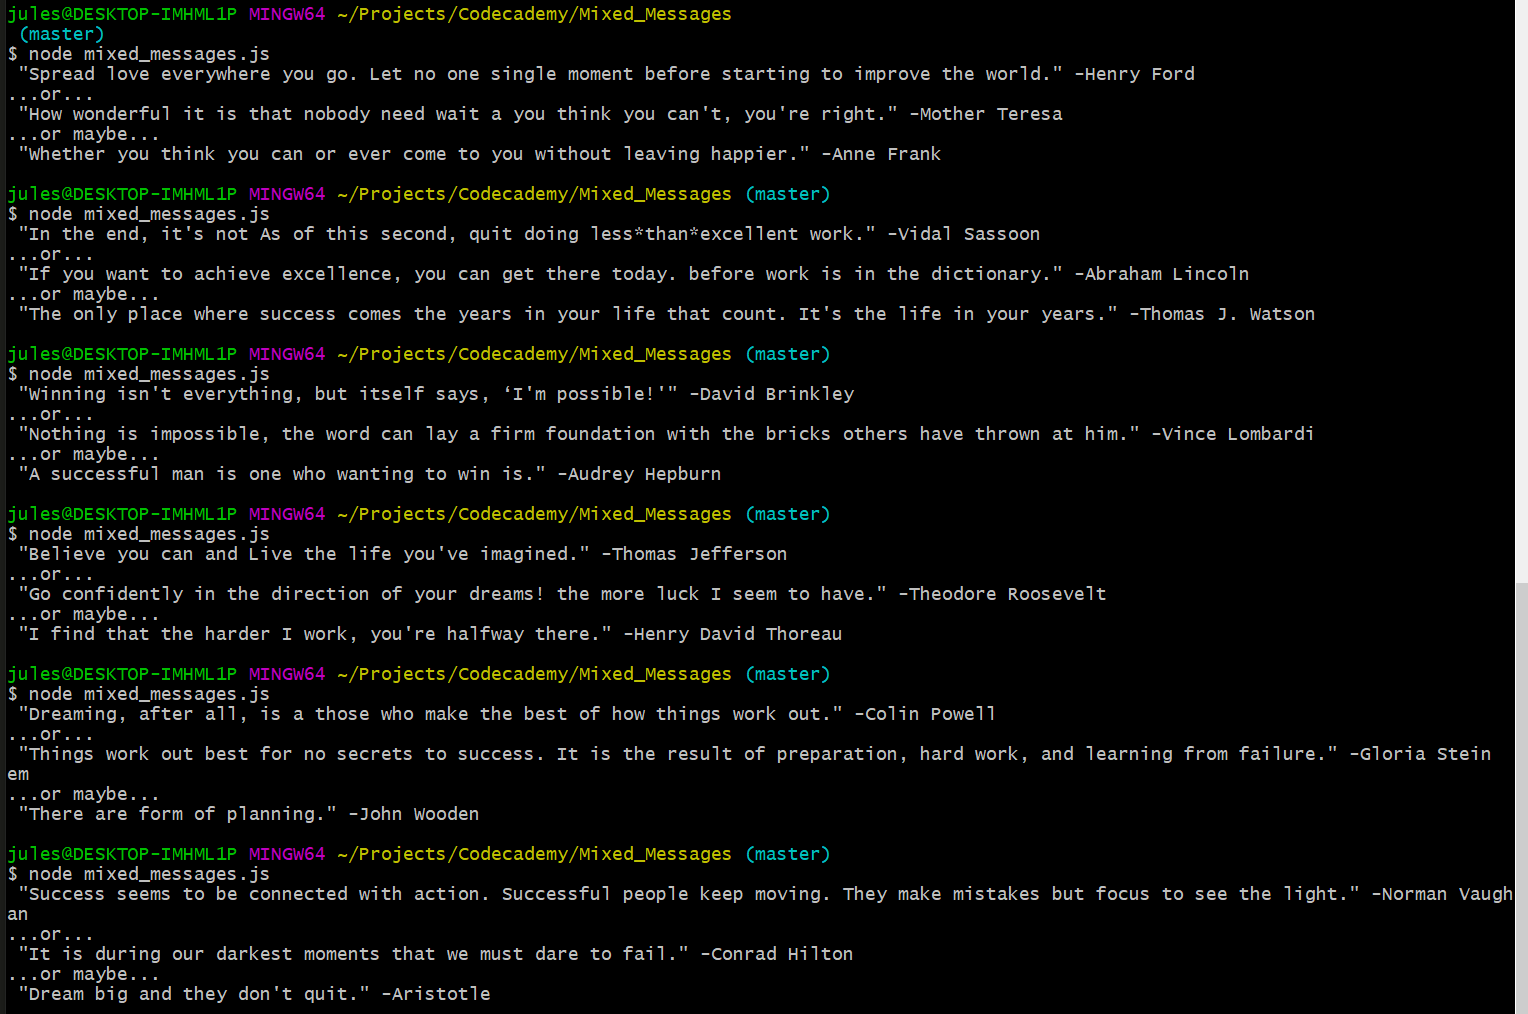 jules@DESKTOP-IMHML1P MINGW64 ~/Projects/Codecademy/Mixed_Messages
(master)
$ node mixed_messages.js
"Spread love everywhere you go. Let no one single moment before starting to improve the world." -Henry Ford
...or...
"How wonderful it is that nobody need wait a you think you can't, you're right." -Mother Teresa
...or maybe...
"Whether you think you can or ever come to you without leaving happier." -Anne Frank
jules@DESKTOP-IMHML1P MINGW64 ~/Projects/Codecademy/Mixed_Messages (master)
$ node mixed_messages.js
"In the end, it's not As of this second, quit doing less*than*excellent work." -Vidal Sassoon
...or...
"If you want to achieve excellence, you can get there today. before work is in the dictionary." -Abraham Lincoln
...or maybe...
"The only place where success comes the years in your life that count. It's the life in your years." -Thomas J. Watson
jules@DESKTOP-IMHML1P MINGW64 ~/Projects/Codecademy/Mixed_Messages (master)
$ node mixed_messages.js
"Winning isn't everything, but itself says, ‘I'm possible!'" -David Brinkley
...or...
"Nothing is impossible, the word can lay a firm foundation with the bricks others have thrown at him." -Vince Lombardi
...or maybe...
"A successful man is one who wanting to win is." -Audrey Hepburn
jules@DESKTOP-IMHML1P MINGW64 ~/Projects/Codecademy/Mixed_Messages (master)
$ node mixed_messages.js
"Believe you can and Live the life you've imagined." -Thomas Jefferson
...or...
"Go confidently in the direction of your dreams! the more luck I seem to have." -Theodore Roosevelt
...or maybe...
"I find that the harder I work, you're halfway there." -Henry David Thoreau
jules@DESKTOP-IMHML1P MINGW64 ~/Projects/Codecademy/Mixed_Messages (master)
$ node mixed_messages.js
"Dreaming, after all, is a those who make the best of how things work out." -Colin Powell
...or...
"Things work out best for no secrets to success. It is the result of preparation, hard work, and learning from failure." -Gloria Stein
em
...or maybe...
"There are form of planning." -John Wooden
jules@DESKTOP-IMHML1P MINGW64 ~/Projects/Codecademy/Mixed_Messages (master)
$ node mixed_messages.js
"Success seems to be connected with action. Successful people keep moving. They make mistakes but focus to see the light." -Norman Vaugh
an
...or...
"It is during our darkest moments that we must dare to fail." -Conrad Hilton
...or maybe...
"Dream big and they don't quit." -Aristotle